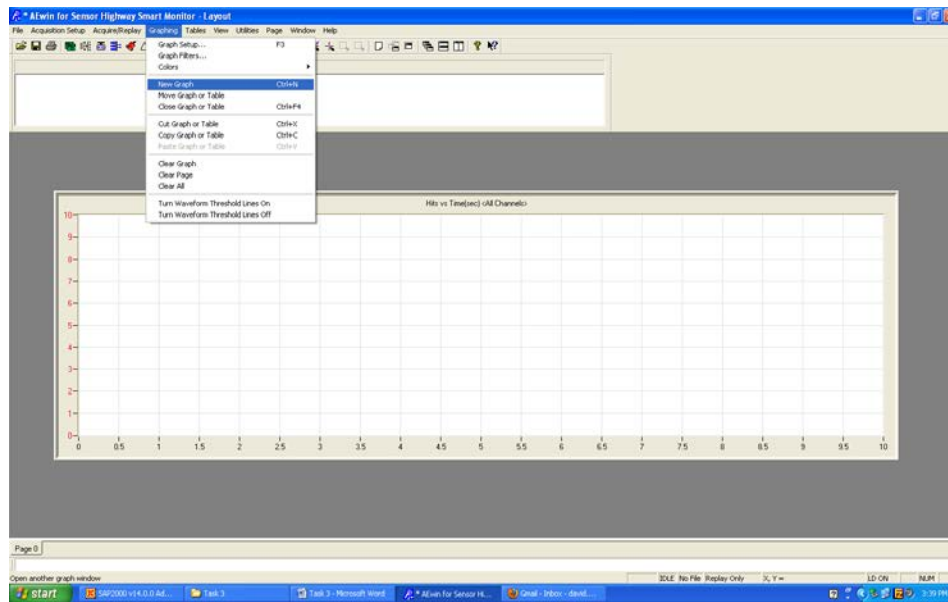 * AEwin for Sensor Highway Smart Monitor - Layout
File Acquisition Setup Acquire/Replay Graphing Tables View Utilities Page Window Help
Graph Setup... F3
Graph Filters...
Colors
New Graph Ctrl+N
Move Graph or Table
Close Graph or Table Ctrl+F4
Cut Graph or Table Ctrl+X
Copy Graph or Table Ctrl+C
Paste Graph or Table Ctrl+V
Clear Graph
Clear Page
Clear All
Turn Waveform Threshold Lines On
Turn Waveform Threshold Lines Off
Hits vs Time(sec) <All Channels>
10
9
8
7
6
5
4
3
2
1
0
0 0.5 1 1.5 2 2.5 3 3.5 4 4.5 5 5.5 6 6.5 7 7.5 8 8.5 9 9.5 10
Page 0
Open another graph window
IDLE No File Replay Only X, Y = LD ON NUM
start SAP2000 v14.0.0 Ad... Task 3 Task 3 - Microsoft Word * AEwin for Sensor Hi... Gmail - Inbox - david.... 3:39 PM